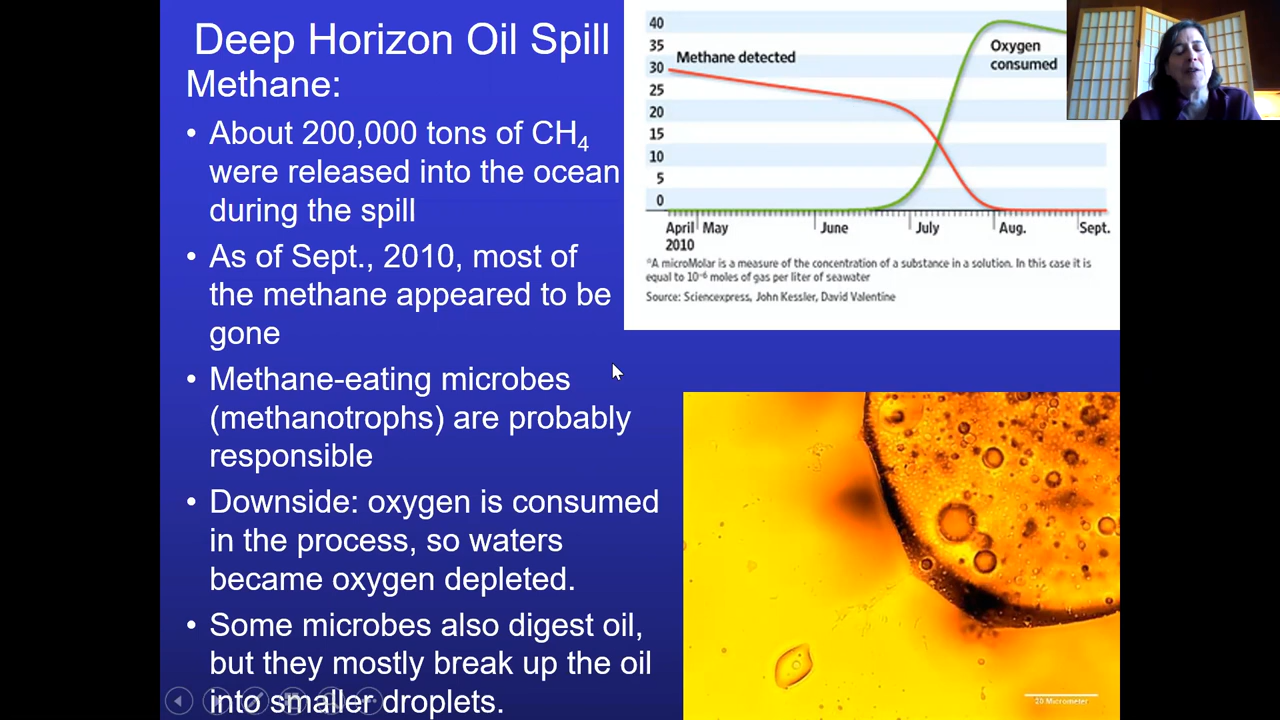 Deep Horizon Oil Spill
Methane:
• About 200,000 tons of CH₄
were released into the ocean
during the spill
• As of Sept., 2010, most of
the methane appeared to be
gone
• Methane-eating microbes
(methanotrophs) are probably
responsible
• Downside: oxygen is consumed
in the process, so waters
became oxygen depleted.
• Some microbes also digest oil,
but they mostly break up the oil
into smaller droplets.
40
35
30
25
20
15
10
5
0
Methane detected
Oxygen
consumed
April May June July Aug. Sept.
2010
*A microMolar is a measure of the concentration of a substance in a solution. In this case it is
equal to 10⁻⁶ moles of gas per liter of seawater
Source: Sciencexpress, John Kessler, David Valentine
20 Micrometer